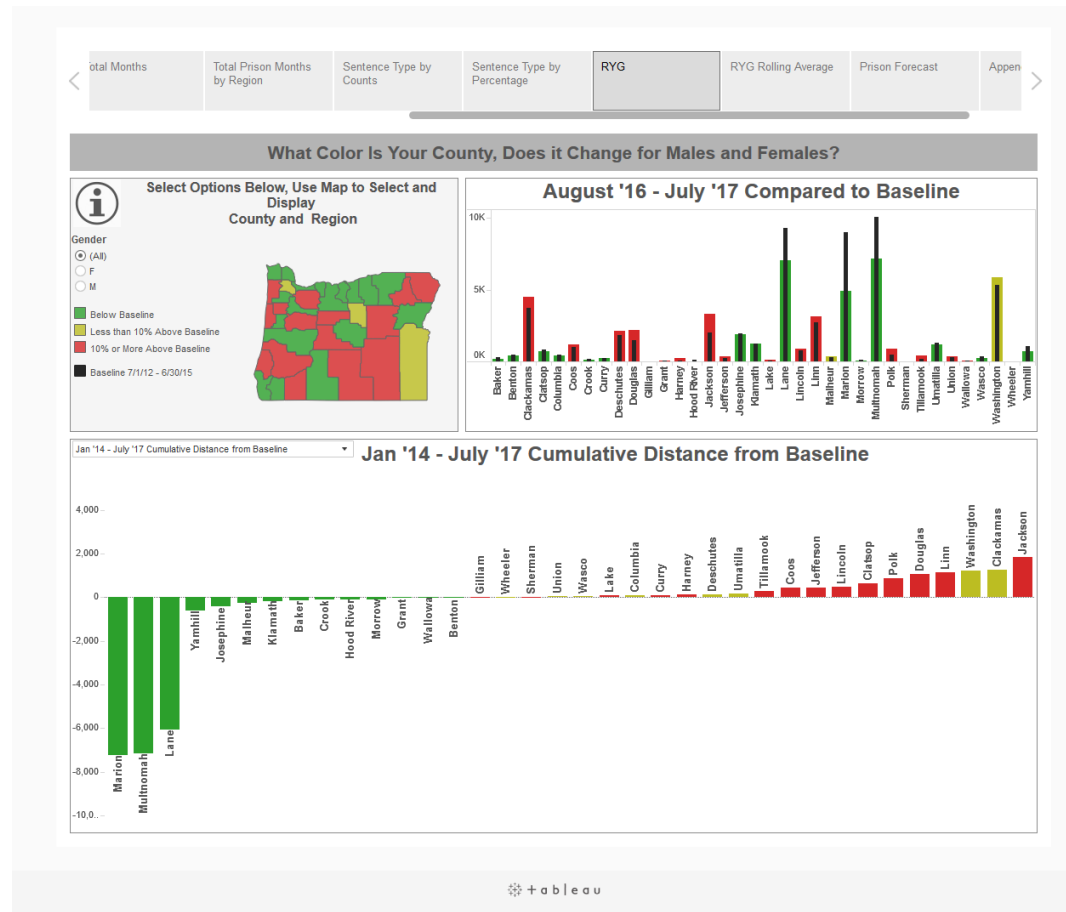 otal Months
Total Prison Months
by Region
Sentence Type by
Counts
Sentence Type by
Percentage
RYG
RYG Rolling Average
Prison Forecast
Appen
What Color Is Your County, Does it Change for Males and Females?
Select Options Below, Use Map to Select and
Display
County and Region
Gender
(All)
F
M
Below Baseline
Less than 10% Above Baseline
10% or More Above Baseline
Baseline 7/1/12 - 6/30/15
August '16 - July '17 Compared to Baseline
10K
5K
0K
Baker
Benton
Clackamas
Clatsop
Columbia
Coos
Crook
Curry
Deschutes
Douglas
Gilliam
Grant
Harney
Hood River
Jackson
Jefferson
Josephine
Klamath
Lake
Lane
Lincoln
Linn
Malheur
Marion
Morrow
Multnomah
Polk
Sherman
Tillamook
Umatilla
Union
Wallowa
Wasco
Washington
Wheeler
Yamhill
Jan '14 - July '17 Cumulative Distance from Baseline
Jan '14 - July '17 Cumulative Distance from Baseline
4,000
2,000
0
-2,000
-4,000
-6,000
-8,000
-10,0..
Marion
Multnomah
Lane
Yamhill
Josephine
Malheur
Klamath
Baker
Crook
Hood River
Morrow
Grant
Wallowa
Benton
Gilliam
Wheeler
Sherman
Union
Wasco
Lake
Columbia
Curry
Harney
Deschutes
Umatilla
Tillamook
Coos
Jefferson
Lincoln
Clatsop
Polk
Douglas
Linn
Washington
Clackamas
Jackson
+ a b | e a u